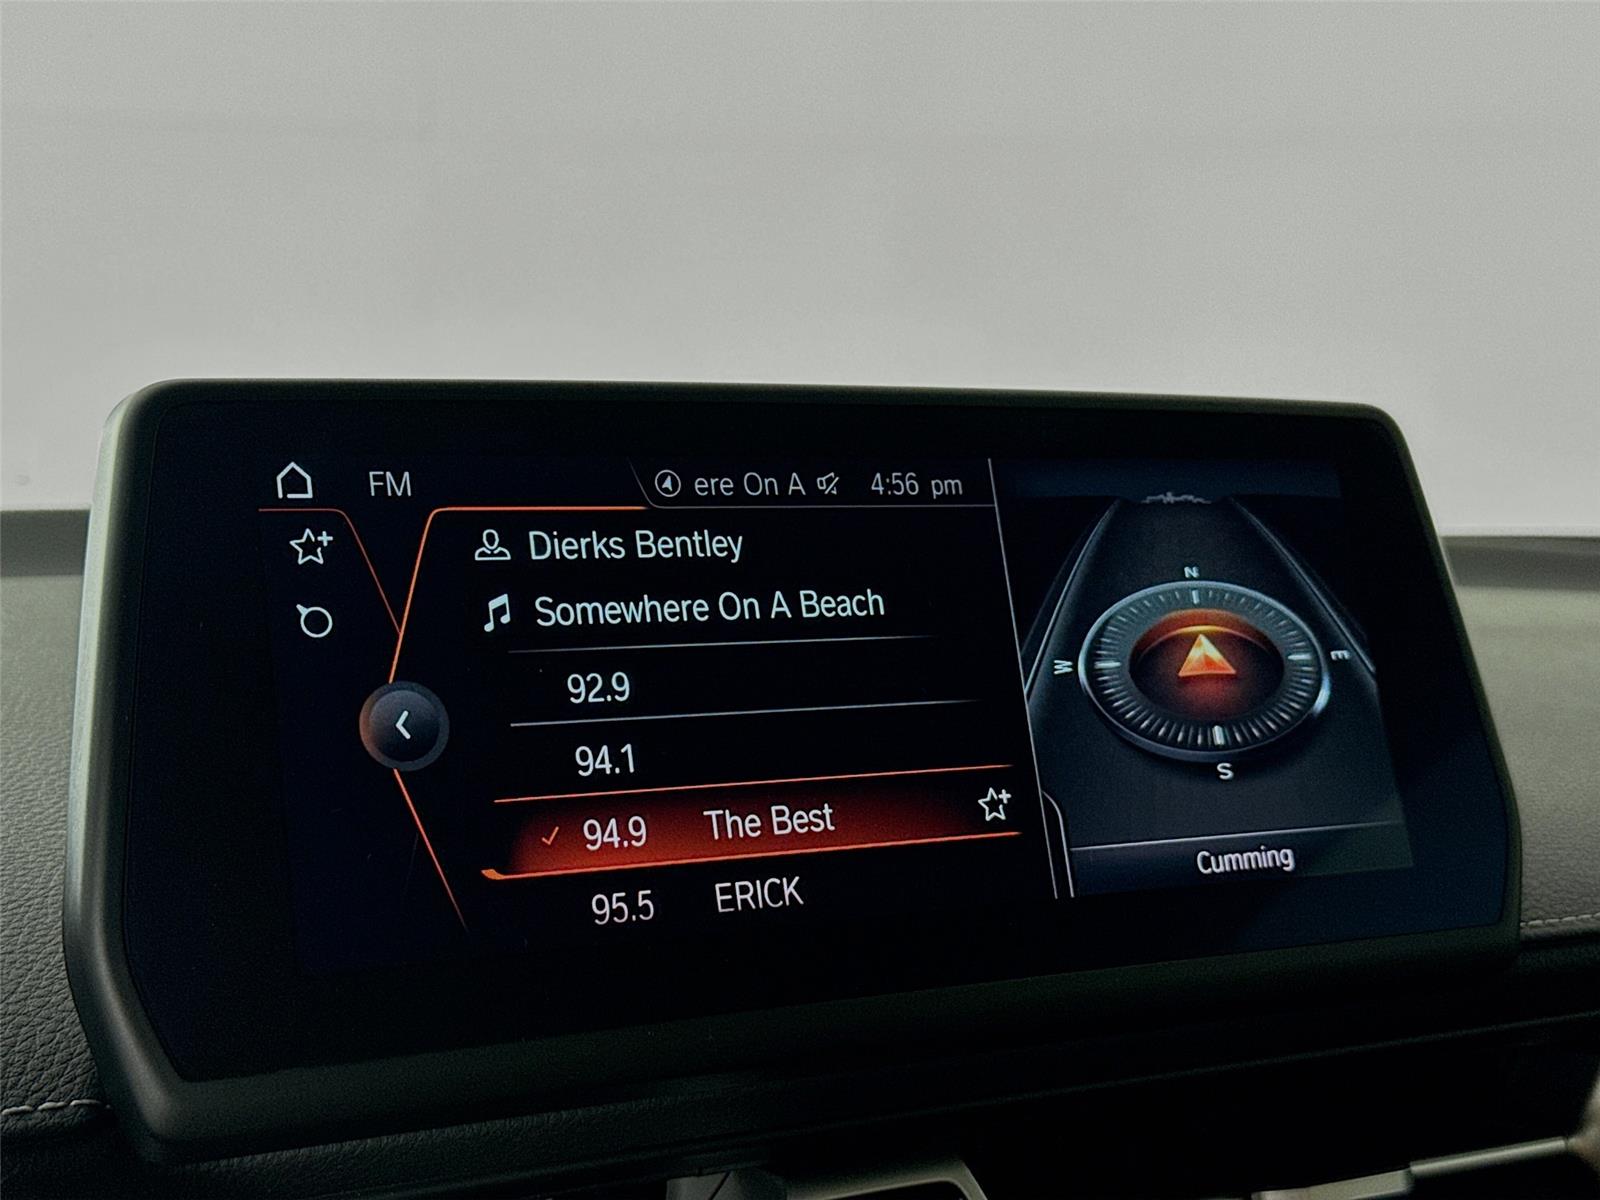 FM
ere On A
4:56 pm
Dierks Bentley
Somewhere On A Beach
92.9
94.1
94.9 The Best
95.5 ERICK
N
W
E
S
Cumming